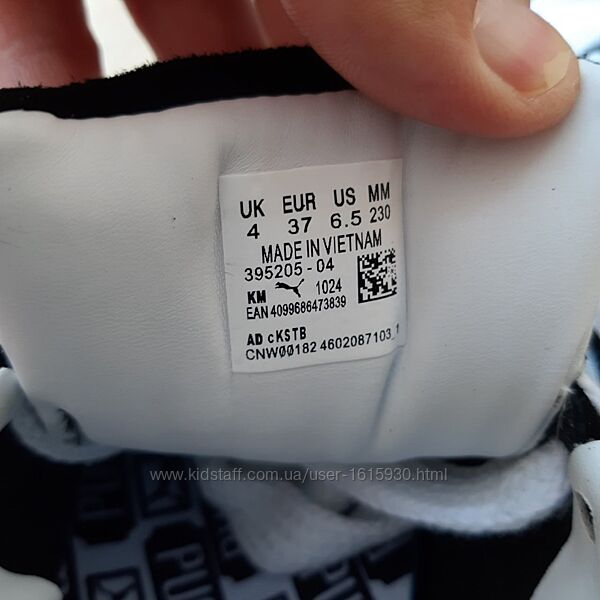 UK EUR US MM
4 37 6.5 230
MADE IN VIETNAM
395205-04
KM 1024
EAN 4099686473839
AD cKSTB
CNW00182 4602087103_1
www.kidstaff.com.ua/user-1615930.html
PUMA